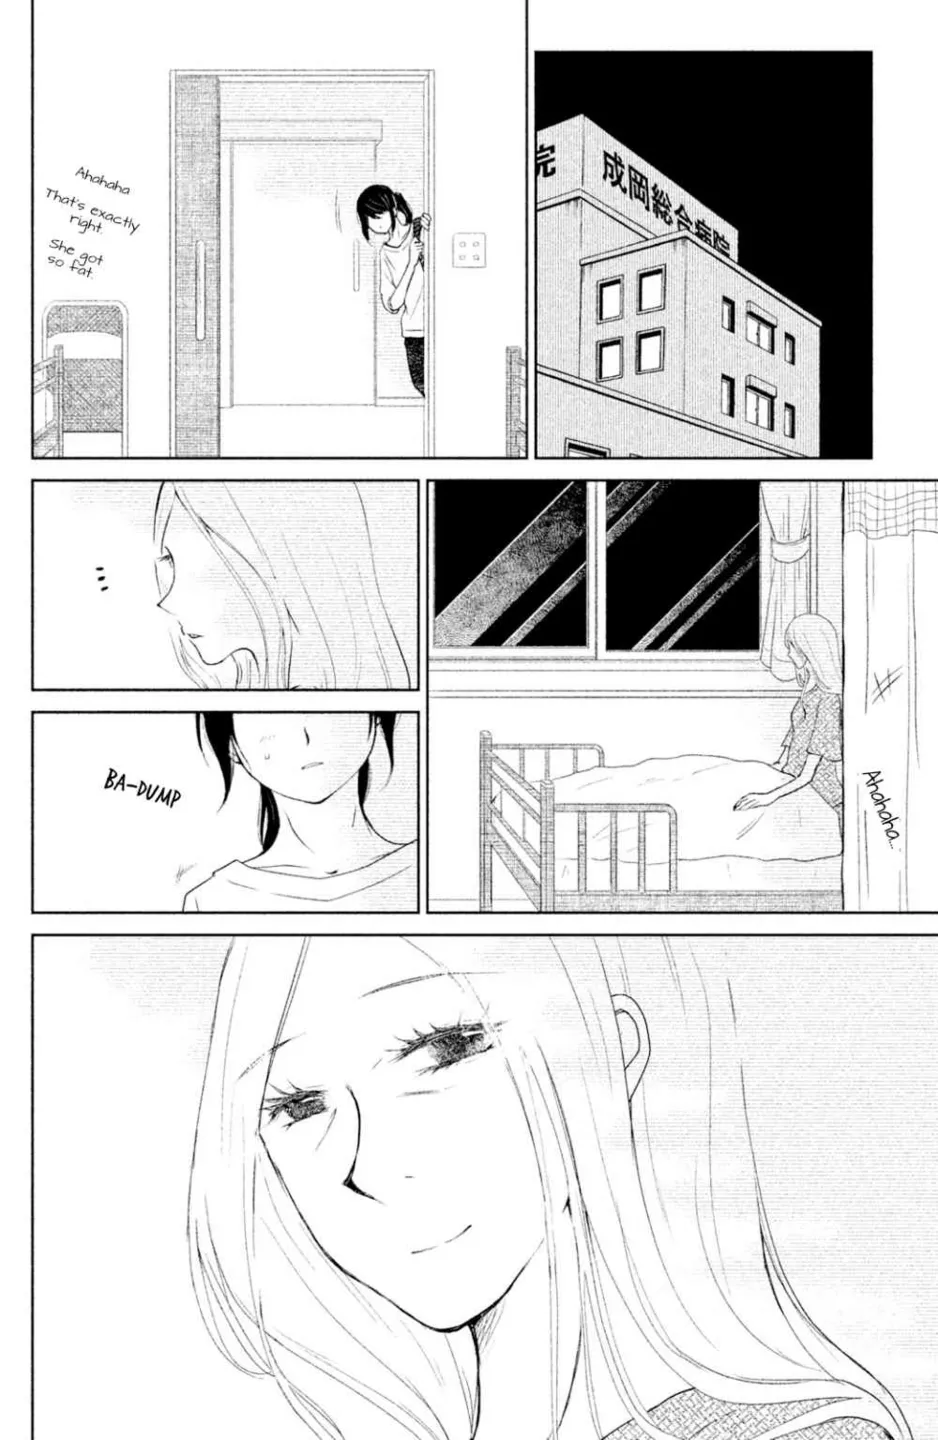 院
成岡総合病院
Ahahaha
That's exactly
right.
She got
so fat.
Ahahaha...
BA-DUMP